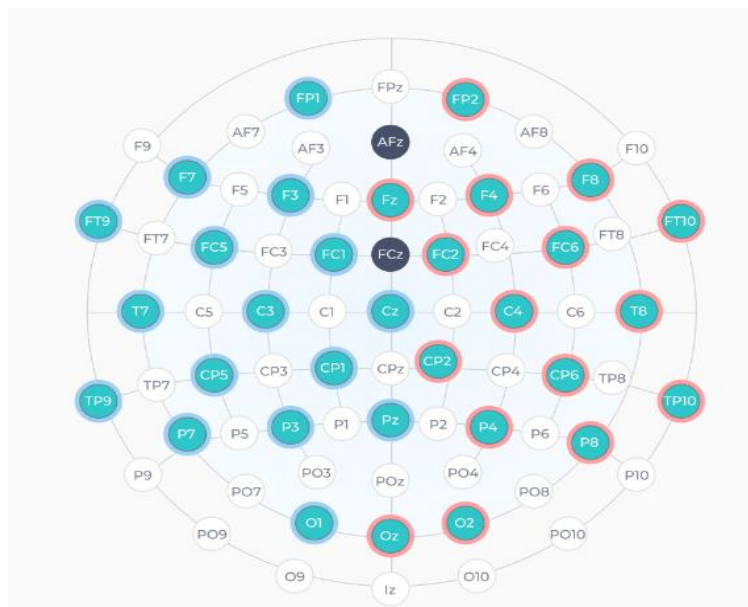 FPz
FP1 FP2
AF7 AFz AF8
F9 AF3 AF4 F10
F7 F5 F3 F1 Fz F2 F4 F6 F8
FT9 FT7 FC5 FC3 FC1 FCz FC2 FC4 FC6 FT8 FT10
T7 C5 C3 C1 Cz C2 C4 C6 T8
TP9 TP7 CP5 CP3 CP1 CPz CP2 CP4 CP6 TP8 TP10
P7 P5 P3 P1 Pz P2 P4 P6 P8
P9 PO3 POz PO4 P10
PO7 PO8
PO9 O1 Oz O2 PO10
O9 Iz O10